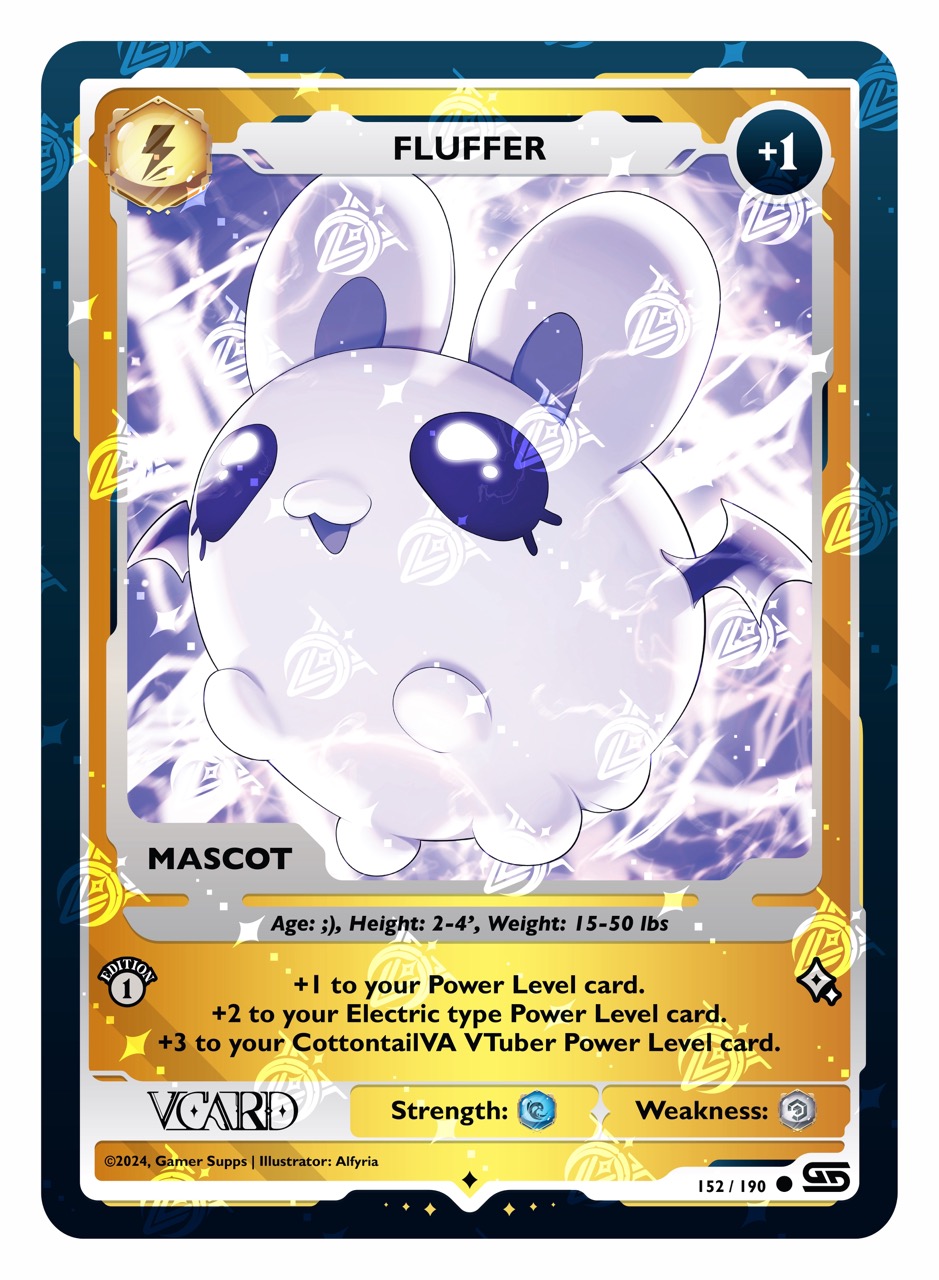 FLUFFER
+1
MASCOT
Age: ;), Height: 2-4’, Weight: 15-50 lbs
EDITION
1
+1 to your Power Level card.
+2 to your Electric type Power Level card.
+3 to your CottontailVA VTuber Power Level card.
VCARD
Strength:
Weakness:
©2024, Gamer Supps | Illustrator: Alfyria
152 / 190
GS